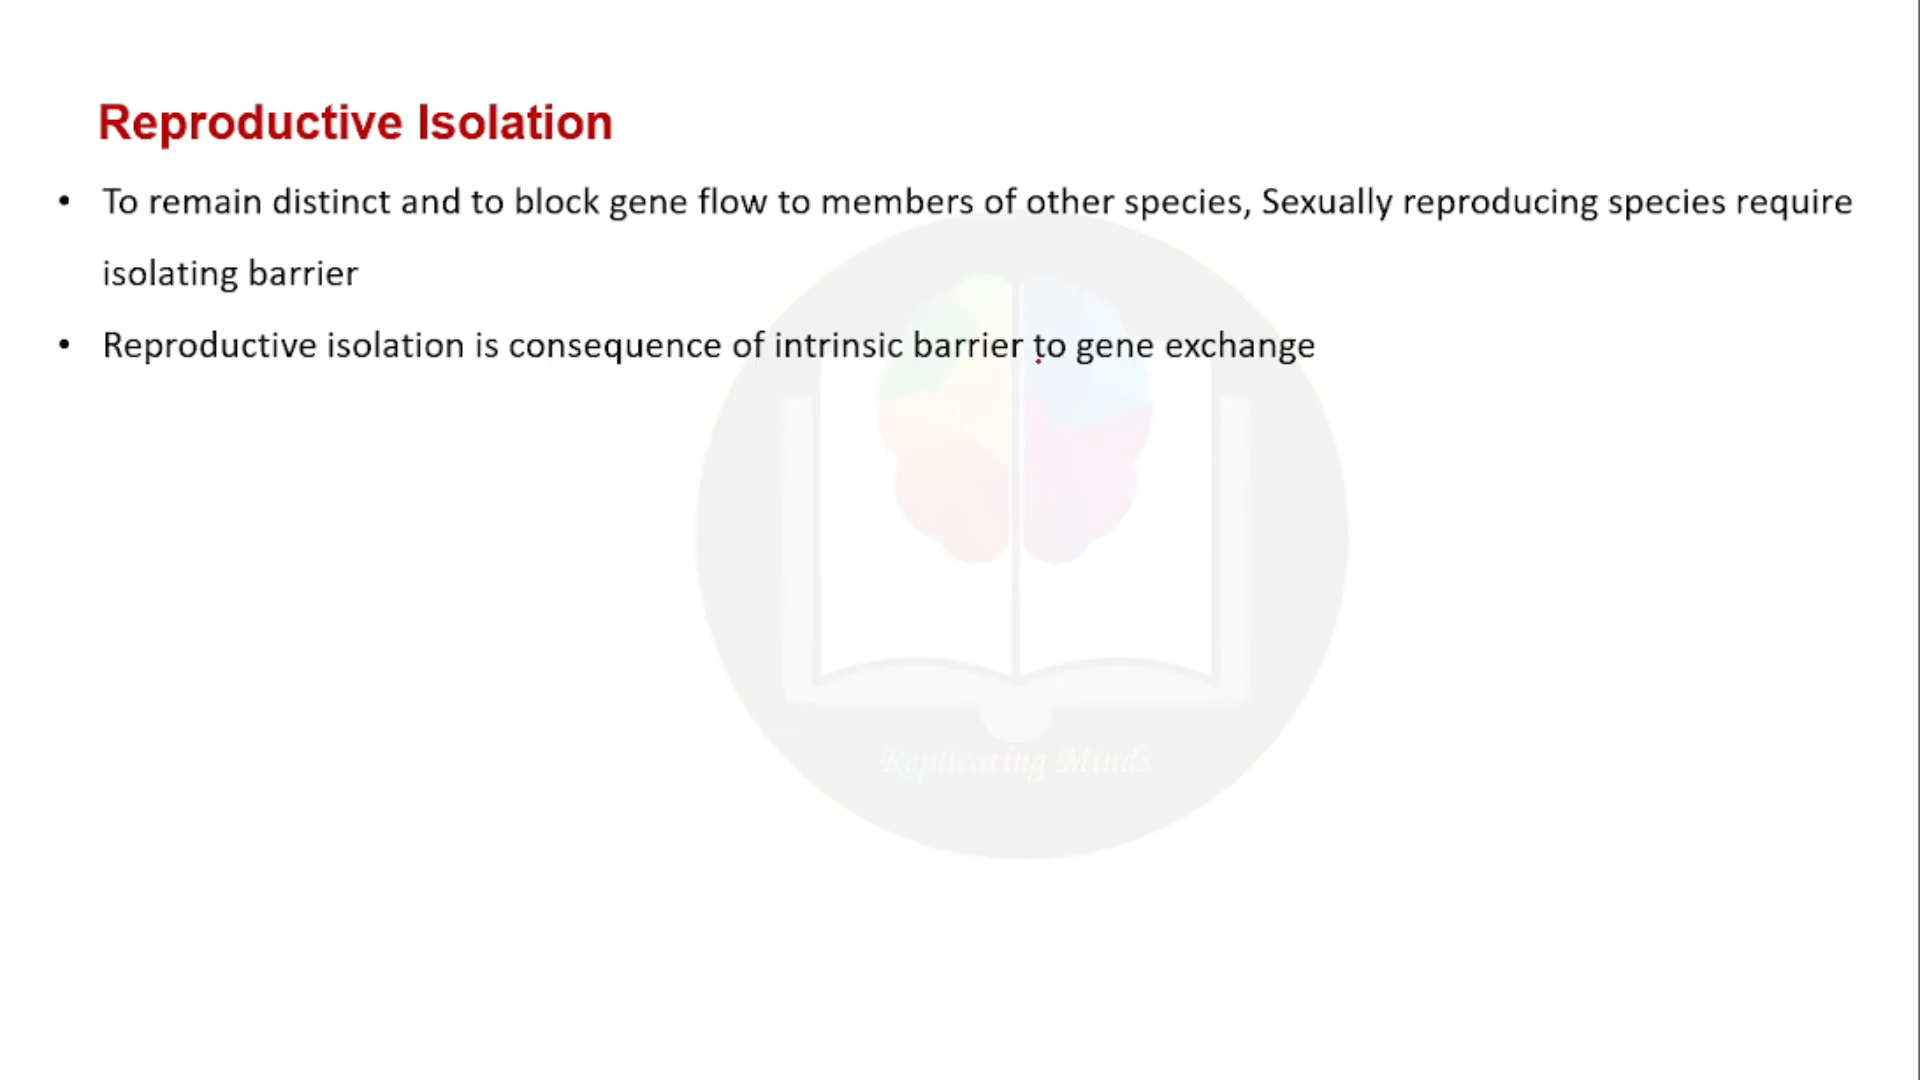 Reproductive Isolation
• To remain distinct and to block gene flow to members of other species, Sexually reproducing species require
isolating barrier
• Reproductive isolation is consequence of intrinsic barrier to gene exchange
Replicating Minds